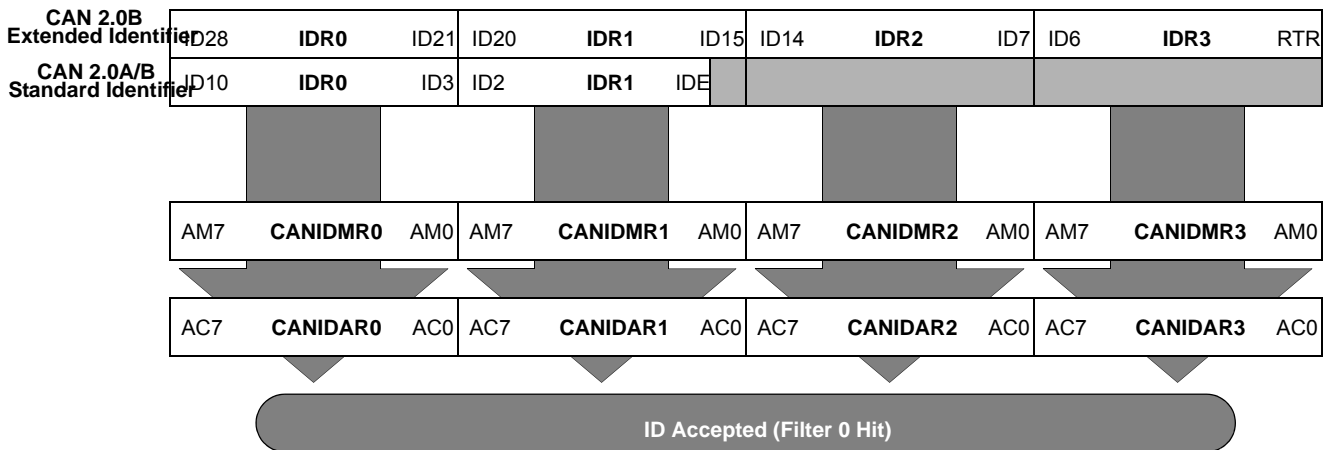 CAN 2.0B
Extended Identifier ID28 IDR0 ID21 ID20 IDR1 ID15 ID14 IDR2 ID7 ID6 IDR3 RTR
CAN 2.0A/B
Standard Identifier ID10 IDR0 ID3 ID2 IDR1 IDE
AM7 CANIDMR0 AM0 AM7 CANIDMR1 AM0 AM7 CANIDMR2 AM0 AM7 CANIDMR3 AM0
AC7 CANIDAR0 AC0 AC7 CANIDAR1 AC0 AC7 CANIDAR2 AC0 AC7 CANIDAR3 AC0
ID Accepted (Filter 0 Hit)